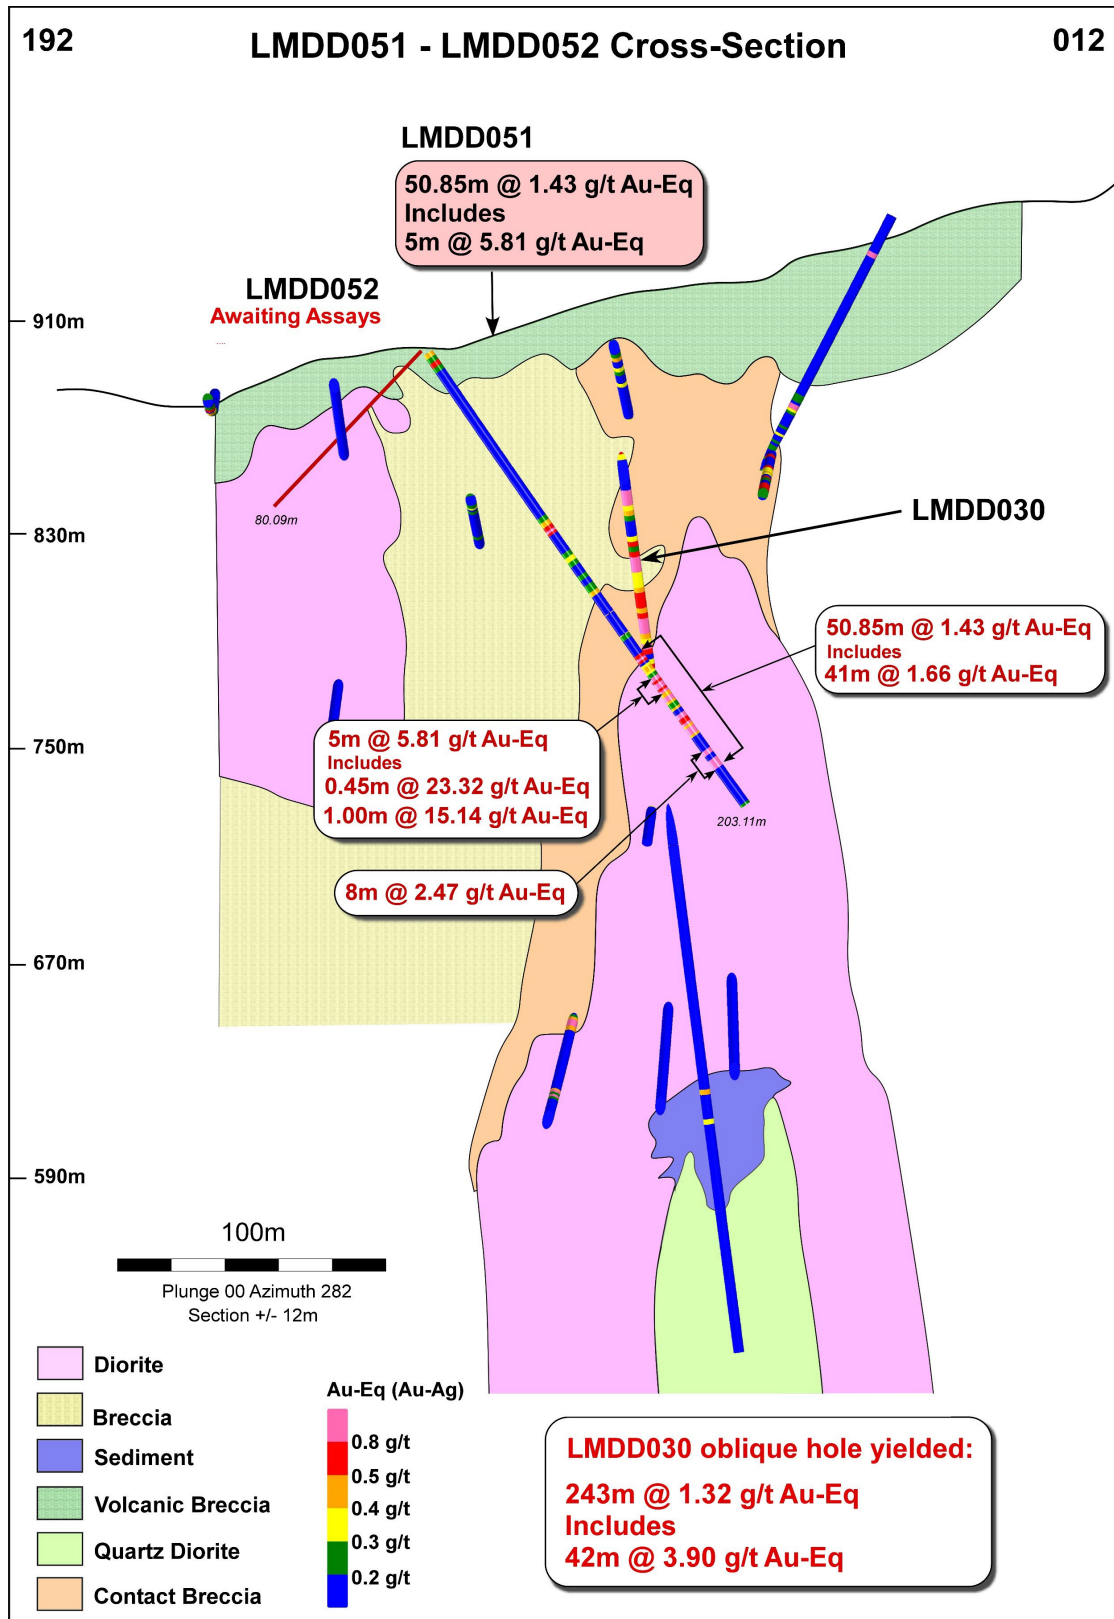 192
LMDD051 - LMDD052 Cross-Section
012
LMDD051
50.85m @ 1.43 g/t Au-Eq
Includes
5m @ 5.81 g/t Au-Eq
LMDD052
Awaiting Assays
910m
80.09m
830m
LMDD030
50.85m @ 1.43 g/t Au-Eq
Includes
41m @ 1.66 g/t Au-Eq
750m
5m @ 5.81 g/t Au-Eq
Includes
0.45m @ 23.32 g/t Au-Eq
1.00m @ 15.14 g/t Au-Eq
203.11m
8m @ 2.47 g/t Au-Eq
670m
590m
100m
Plunge 00 Azimuth 282
Section +/- 12m
Diorite
Breccia
Sediment
Volcanic Breccia
Quartz Diorite
Contact Breccia
Au-Eq (Au-Ag)
0.8 g/t
0.5 g/t
0.4 g/t
0.3 g/t
0.2 g/t
LMDD030 oblique hole yielded:
243m @ 1.32 g/t Au-Eq
Includes
42m @ 3.90 g/t Au-Eq